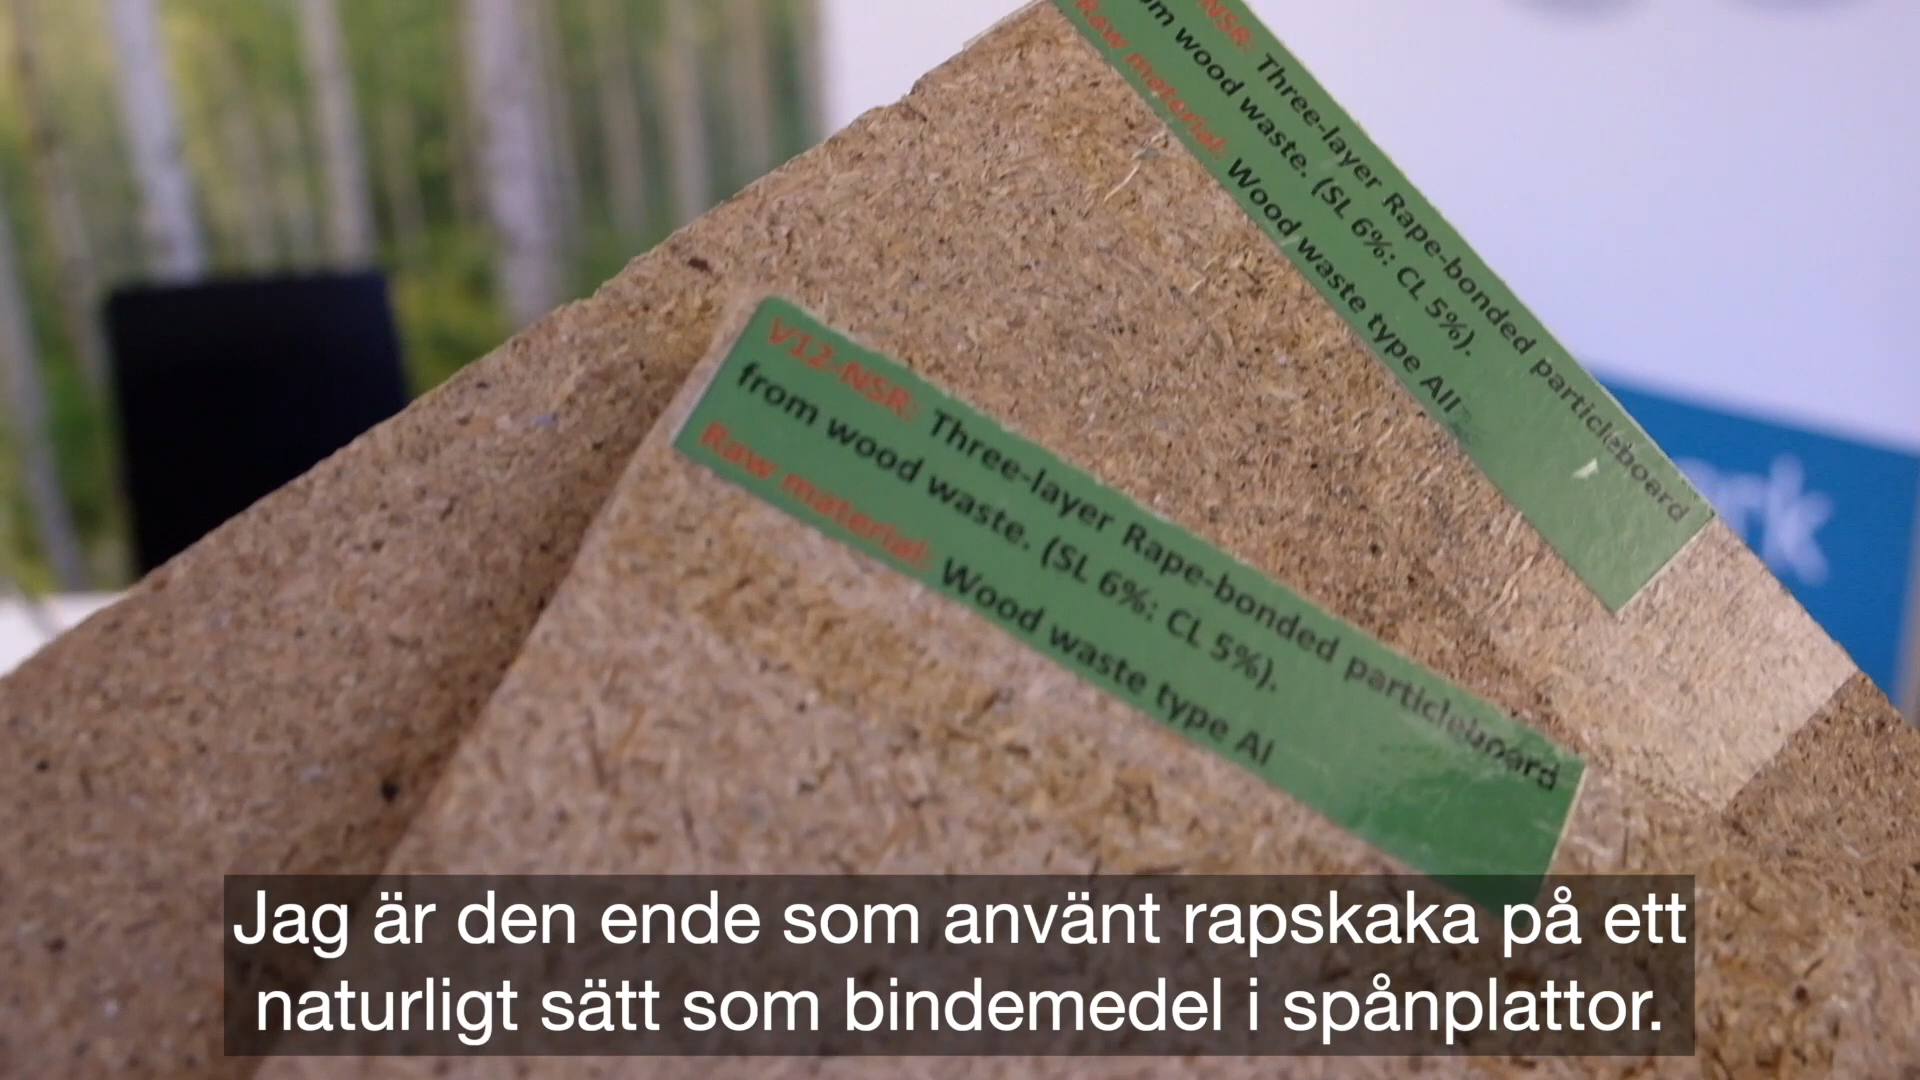 NSR: Three-layer Rape-bonded particleboard
om wood waste. (SL 6%: CL 5%).
Raw material: Wood waste type AII
V12-NSR: Three-layer Rape-bonded particleboard
from wood waste. (SL 6%: CL 5%).
Raw material: Wood waste type AI
rk
Jag är den ende som använt rapskaka på ett
naturligt sätt som bindemedel i spånplattor.